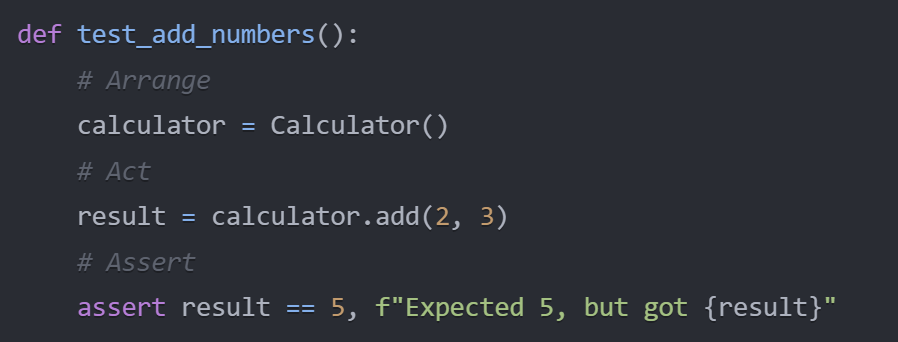 def test_add_numbers():
    # Arrange
    calculator = Calculator()
    # Act
    result = calculator.add(2, 3)
    # Assert
    assert result == 5, f"Expected 5, but got {result}"